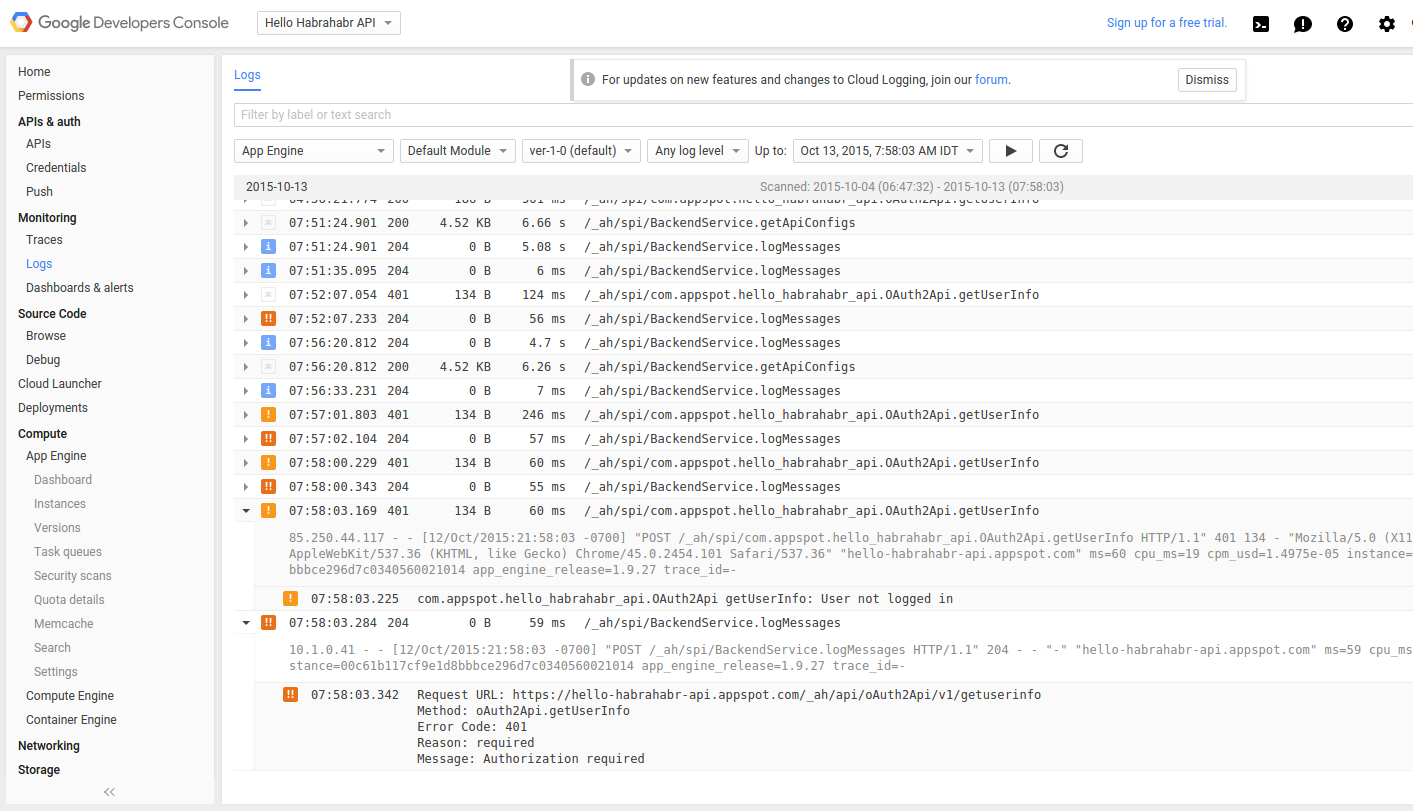 Google Developers Console
Hello Habrahabr API
Sign up for a free trial.
Home
Permissions
APIs & auth
APIs
Credentials
Push
Monitoring
Traces
Logs
Dashboards & alerts
Source Code
Browse
Debug
Cloud Launcher
Deployments
Compute
App Engine
Dashboard
Instances
Versions
Task queues
Security scans
Quota details
Memcache
Search
Settings
Compute Engine
Container Engine
Networking
Storage
Logs
For updates on new features and changes to Cloud Logging, join our forum.
Dismiss
Filter by label or text search
App Engine Default Module ver-1-0 (default) Any log level Up to: Oct 13, 2015, 7:58:03 AM IDT
2015-10-13 Scanned: 2015-10-04 (06:47:32) - 2015-10-13 (07:58:03)
/_ah/spi/com.appspot.hello_habrahabr_api.OAuth2Api.getUserInfo
07:51:24.901 200 4.52 KB 6.66 s /_ah/spi/BackendService.getApiConfigs
07:51:24.901 204 0 B 5.08 s /_ah/spi/BackendService.logMessages
07:51:35.095 204 0 B 6 ms /_ah/spi/BackendService.logMessages
07:52:07.054 401 134 B 124 ms /_ah/spi/com.appspot.hello_habrahabr_api.OAuth2Api.getUserInfo
07:52:07.233 204 0 B 56 ms /_ah/spi/BackendService.logMessages
07:56:20.812 204 0 B 4.7 s /_ah/spi/BackendService.logMessages
07:56:20.812 200 4.52 KB 6.26 s /_ah/spi/BackendService.getApiConfigs
07:56:33.231 204 0 B 7 ms /_ah/spi/BackendService.logMessages
07:57:01.803 401 134 B 246 ms /_ah/spi/com.appspot.hello_habrahabr_api.OAuth2Api.getUserInfo
07:57:02.104 204 0 B 57 ms /_ah/spi/BackendService.logMessages
07:58:00.229 401 134 B 60 ms /_ah/spi/com.appspot.hello_habrahabr_api.OAuth2Api.getUserInfo
07:58:00.343 204 0 B 55 ms /_ah/spi/BackendService.logMessages
07:58:03.169 401 134 B 60 ms /_ah/spi/com.appspot.hello_habrahabr_api.OAuth2Api.getUserInfo
85.250.44.117 - - [12/Oct/2015:21:58:03 -0700] "POST /_ah/spi/com.appspot.hello_habrahabr_api.OAuth2Api.getUserInfo HTTP/1.1" 401 134 - "Mozilla/5.0 (X11
AppleWebKit/537.36 (KHTML, like Gecko) Chrome/45.0.2454.101 Safari/537.36" "hello-habrahabr-api.appspot.com" ms=60 cpu_ms=19 cpm_usd=1.4975e-05 instance=
bbbce296d7c0340560021014 app_engine_release=1.9.27 trace_id=-
07:58:03.225 com.appspot.hello_habrahabr_api.OAuth2Api getUserInfo: User not logged in
07:58:03.284 204 0 B 59 ms /_ah/spi/BackendService.logMessages
10.1.0.41 - - [12/Oct/2015:21:58:03 -0700] "POST /_ah/spi/BackendService.logMessages HTTP/1.1" 204 - - "-" "hello-habrahabr-api.appspot.com" ms=59 cpu_ms
stance=00c61b117cf9e1d8bbbce296d7c0340560021014 app_engine_release=1.9.27 trace_id=-
07:58:03.342 Request URL: https://hello-habrahabr-api.appspot.com/_ah/api/oAuth2Api/v1/getuserinfo
Method: oAuth2Api.getUserInfo
Error Code: 401
Reason: required
Message: Authorization required